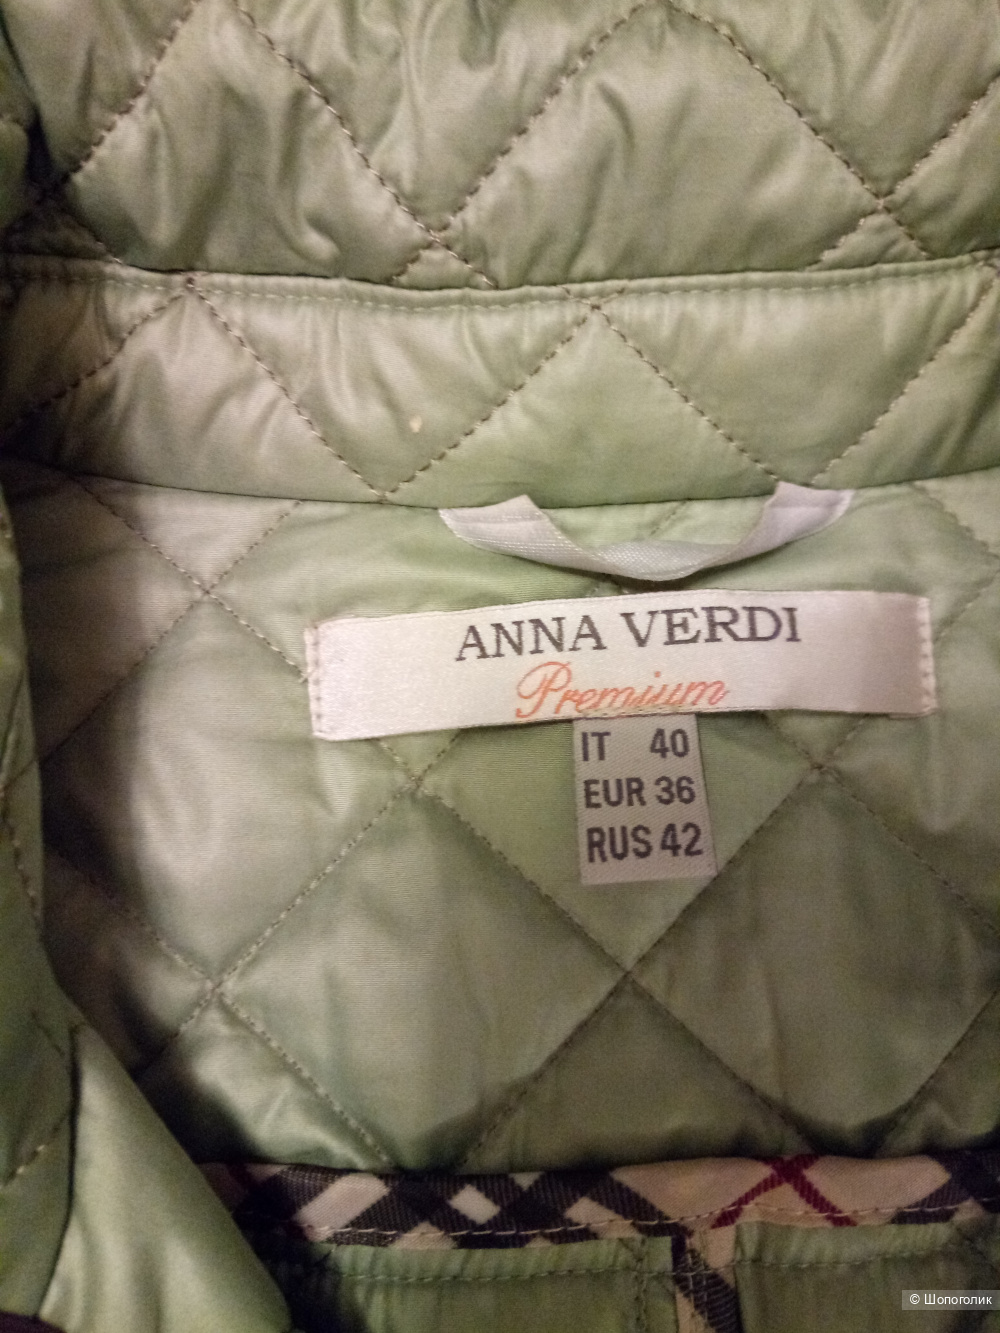 ANNA VERDI
Premium
IT 40
EUR 36
RUS 42
© Шопоголик